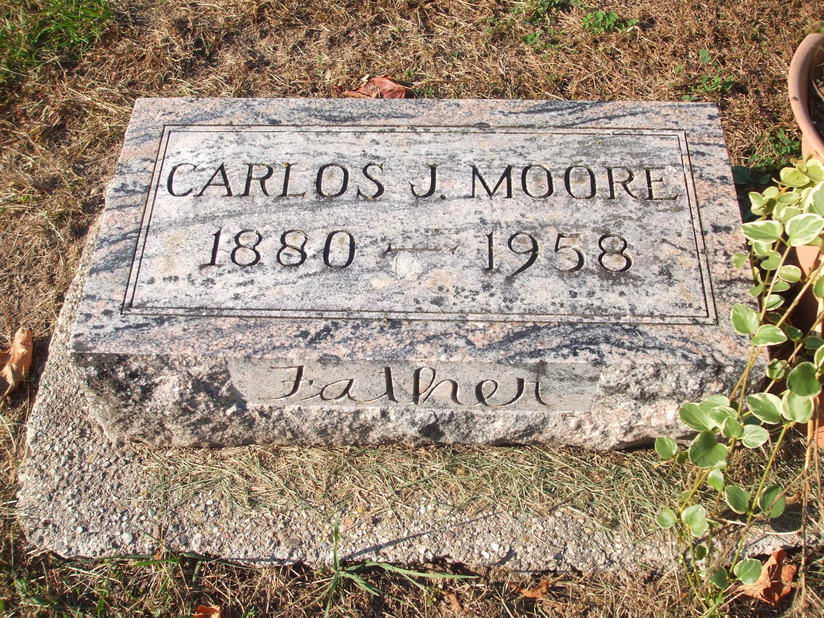 CARLOS J. MOORE
1880 — 1958
Father